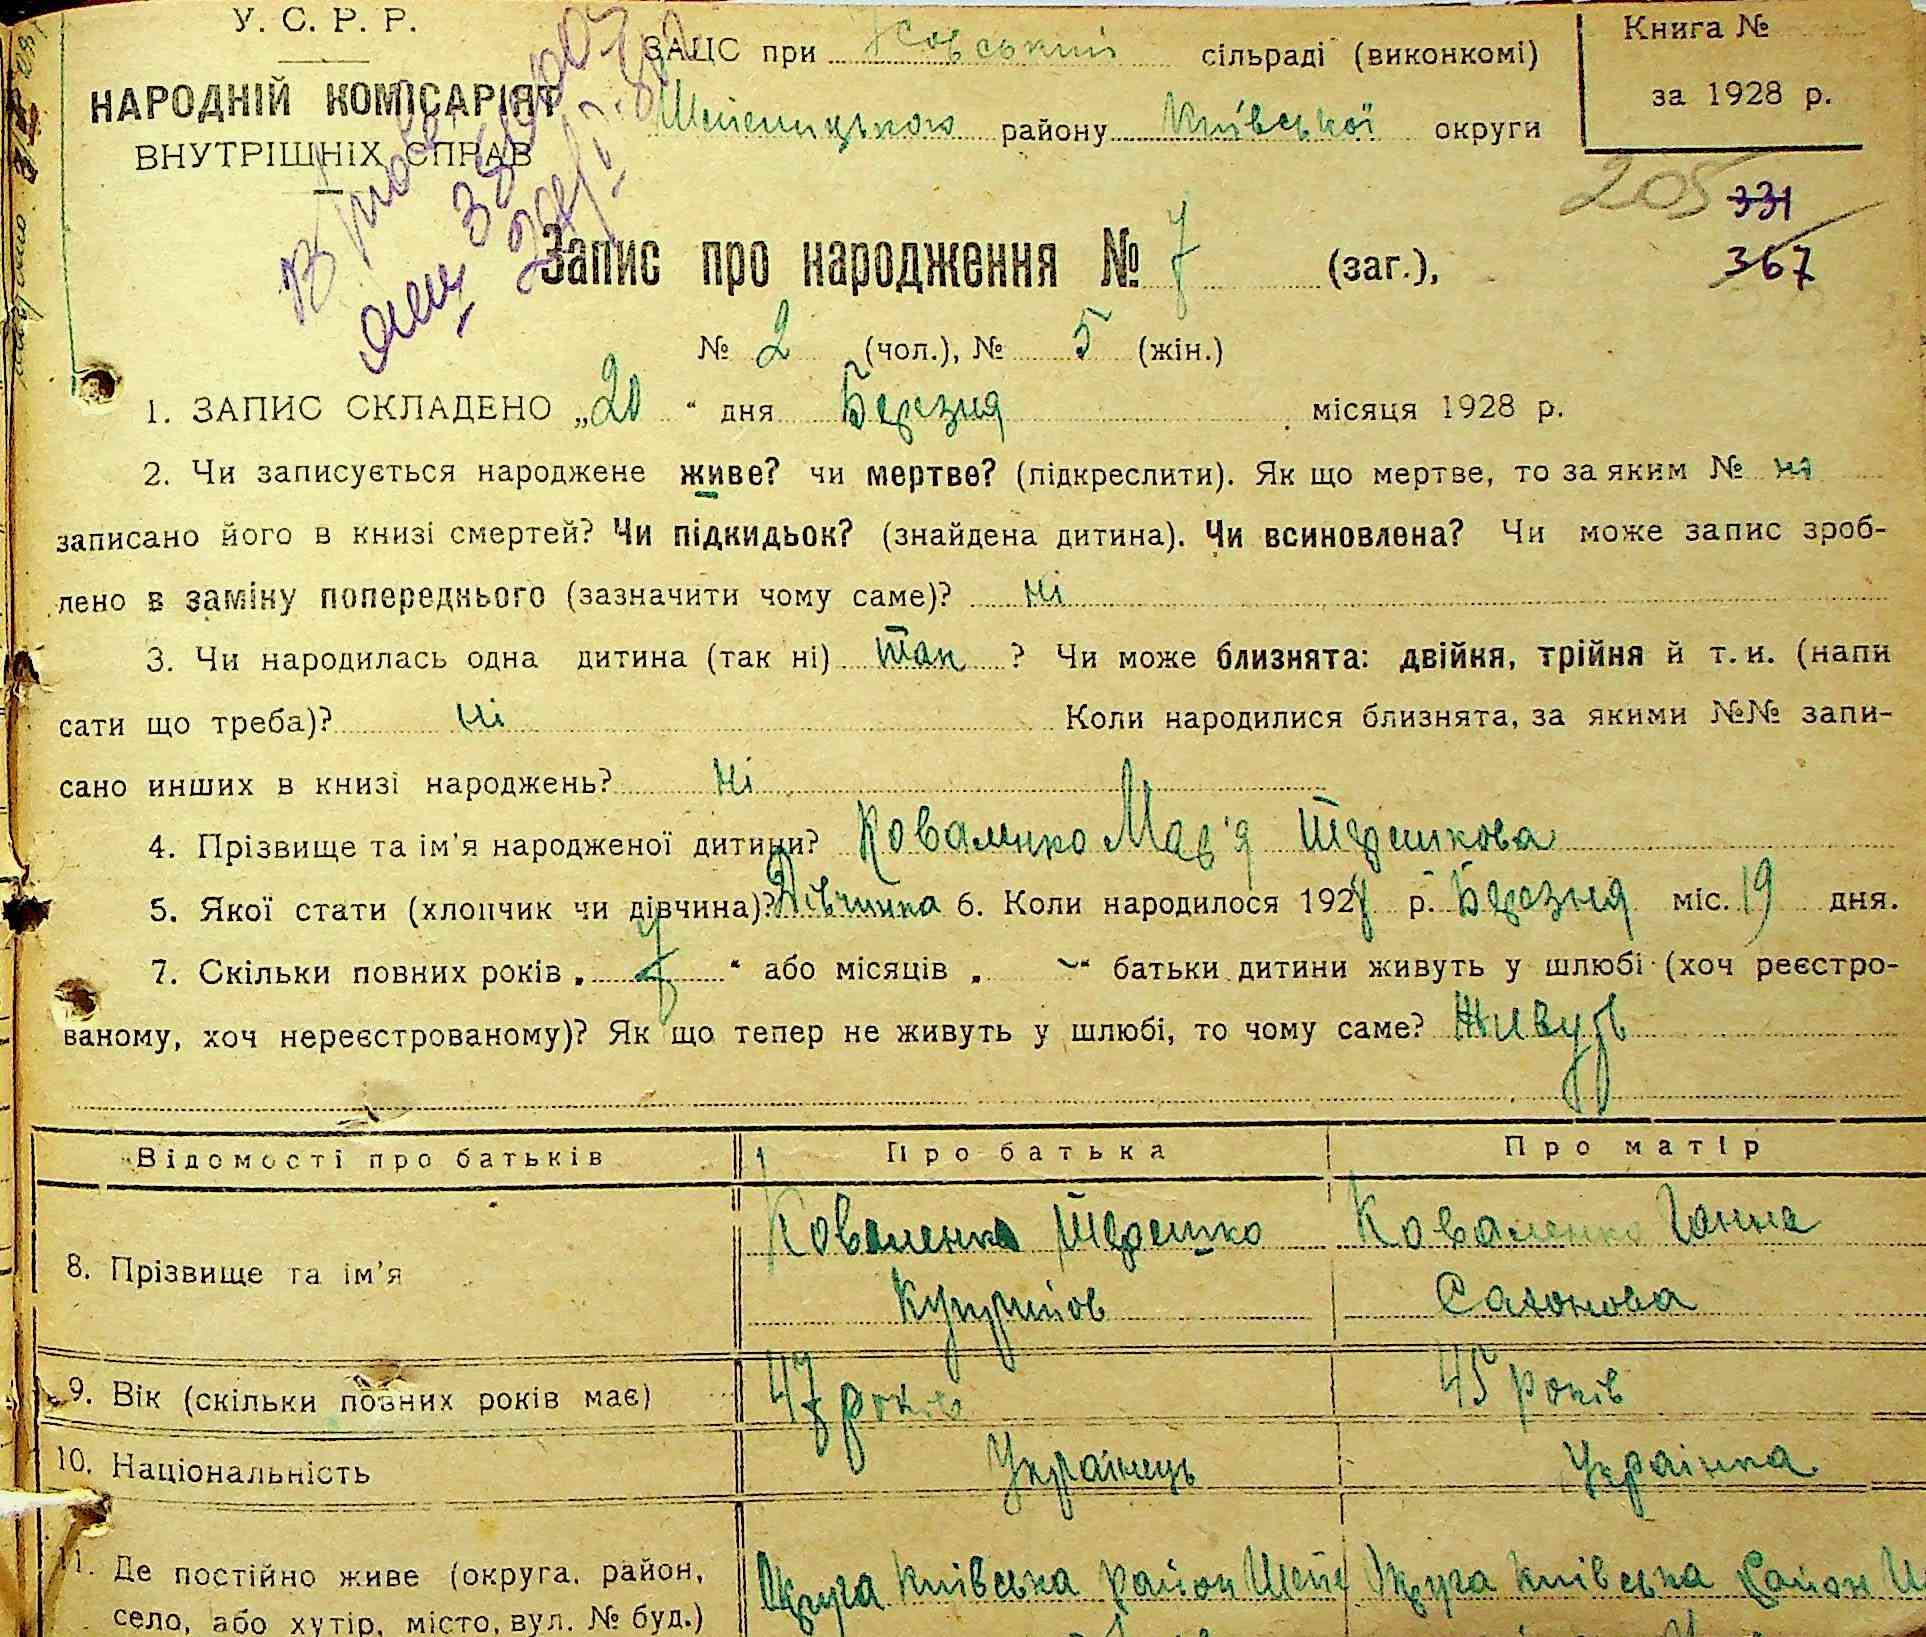 У. С. Р. Р.
НАРОДНІЙ КОМІСАРІЯТ
ВНУТРІШНІХ СПРАВ
ЗАЦС при сільраді (виконкомі)
району Київської округи
Книга №
за 1928 р.
205 331
367
Запис про народження № 7 (заг.),
№ 2 (чол.), № 5 (жін.)
1. ЗАПИС СКЛАДЕНО „20“ дня Березня місяця 1928 р.
2. Чи записується народжене живе? чи мертве? (підкреслити). Як що мертве, то за яким №
записано його в книзі смертей? Чи підкидьок? (знайдена дитина). Чи всиновлена? Чи може запис зроб-
лено в заміну попереднього (зазначити чому саме)? Ні
3. Чи народилась одна дитина (так ні) так ? Чи може близнята: двійня, трійня й т. и. (напи
сати що треба)? Ні Коли народилися близнята, за якими №№ запи-
сано инших в книзі народжень? Ні
4. Прізвище та ім'я народженої дитини? Коваленко Мар'я Терешкова
5. Якої стати (хлопчик чи дівчина)? Дівчинка 6. Коли народилося 1928 р. Березня міс. 19 дня.
7. Скільки повних років „ “ або місяців „ “ батьки дитини живуть у шлюбі (хоч реєстро-
ваному, хоч нереєстрованому)? Як що тепер не живуть у шлюбі, то чому саме? Живуть
Відомості про батьків Про батька Про матір
8. Прізвище та ім'я Коваленко Терешко Коваленко Ганна
Купріїов Сахонова
9. Вік (скільки повних років має) 47 років 45 років
10. Національність Українець Українка
11. Де постійно живе (округа, район, Округа Київська район Округа Київська Район
село, або хутір, місто, вул. № буд.)